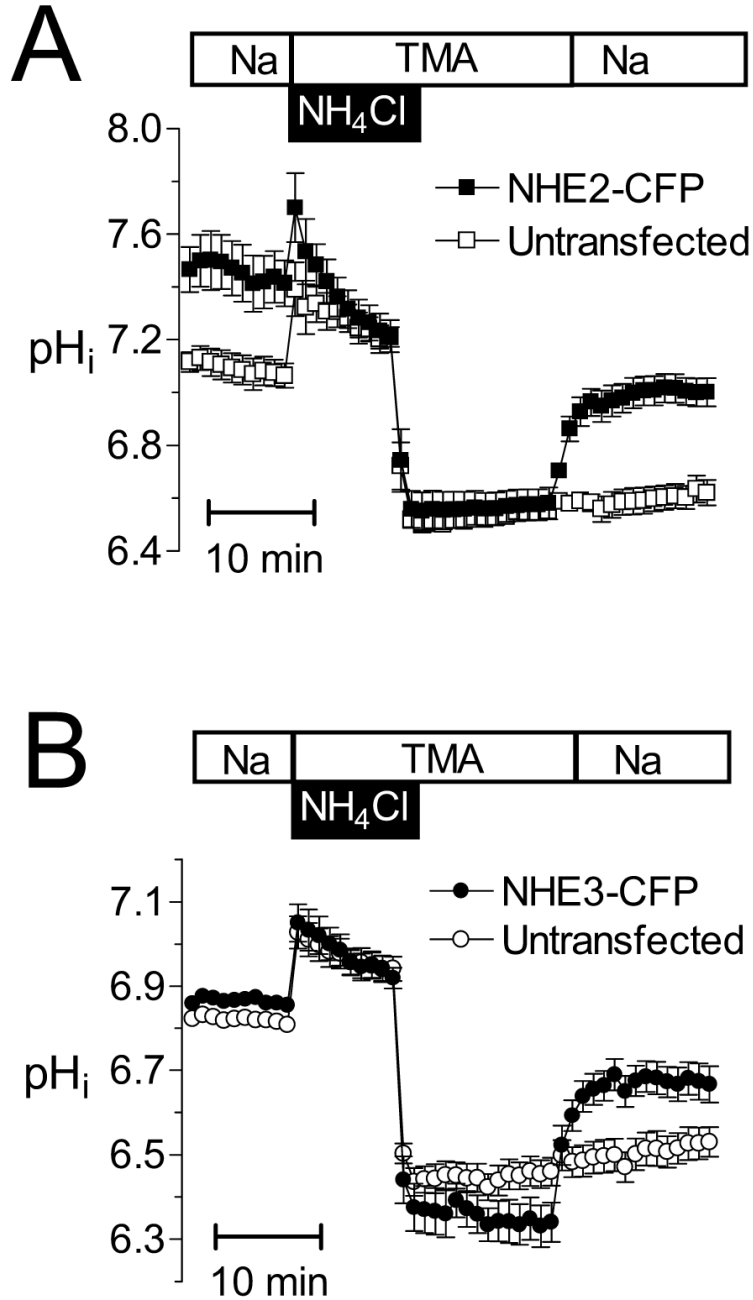 A
Na TMA Na
NH₄Cl
8.0
NHE2-CFP
7.6
Untransfected
pHᵢ
7.2
6.8
10 min
6.4
B
Na TMA Na
NH₄Cl
7.1
NHE3-CFP
Untransfected
6.9
pHᵢ
6.7
6.5
6.3
10 min